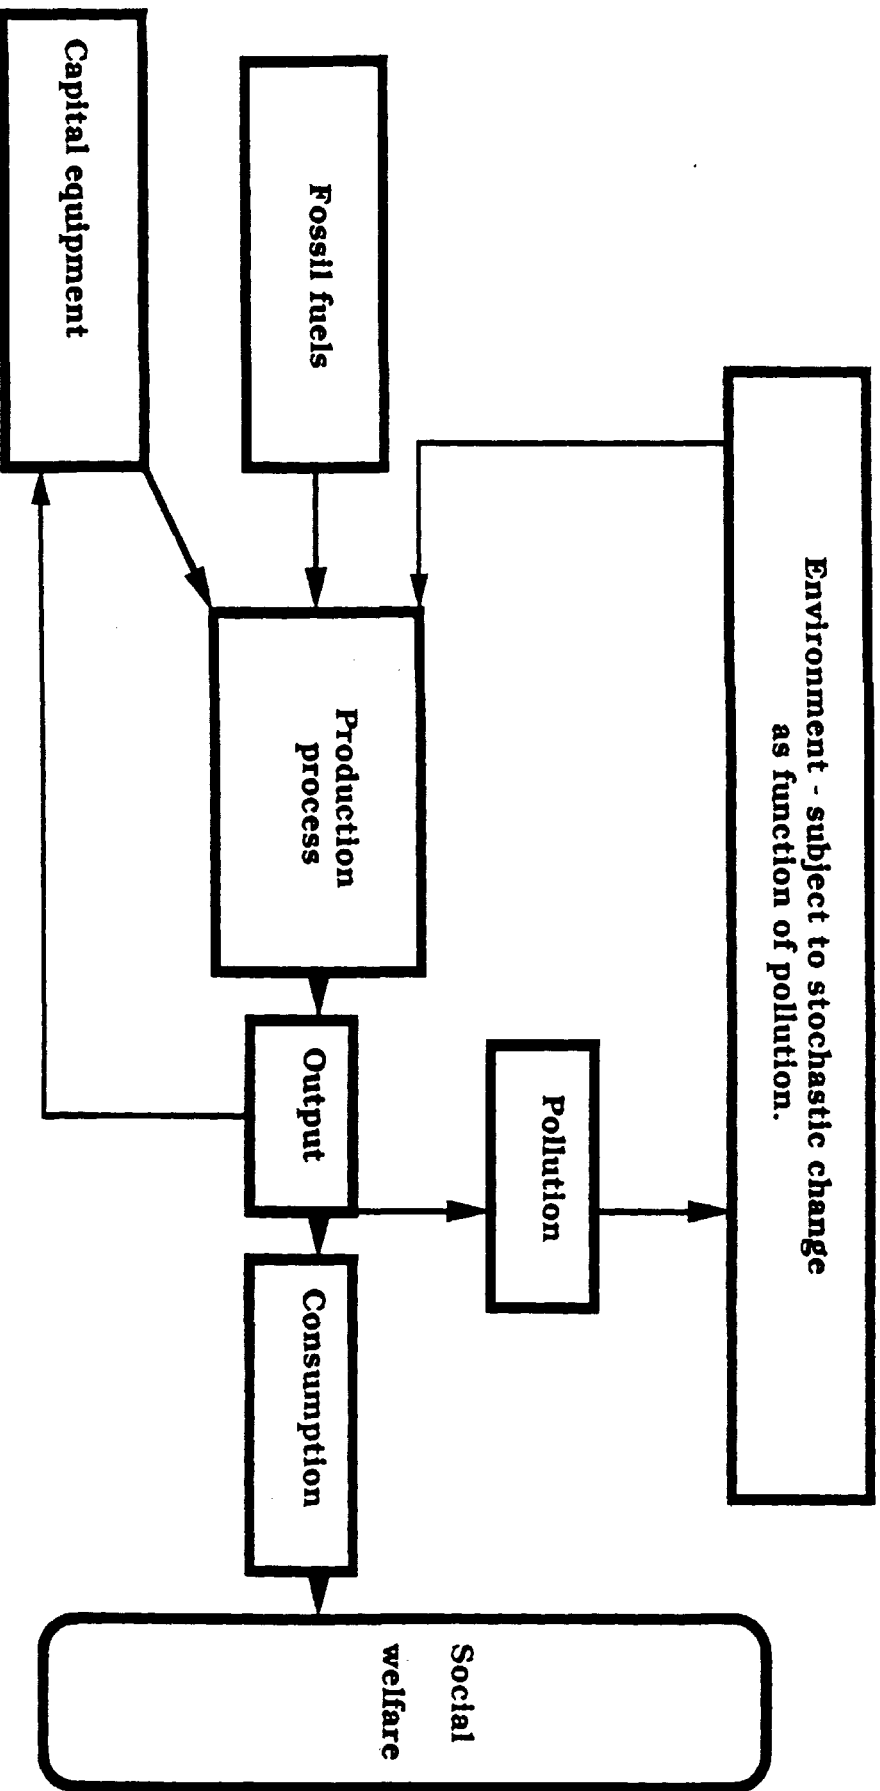 Environment - subject to stochastic change
as function of pollution.
Fossil fuels
Capital equipment
Production
process
Output
Pollution
Consumption
Social
welfare